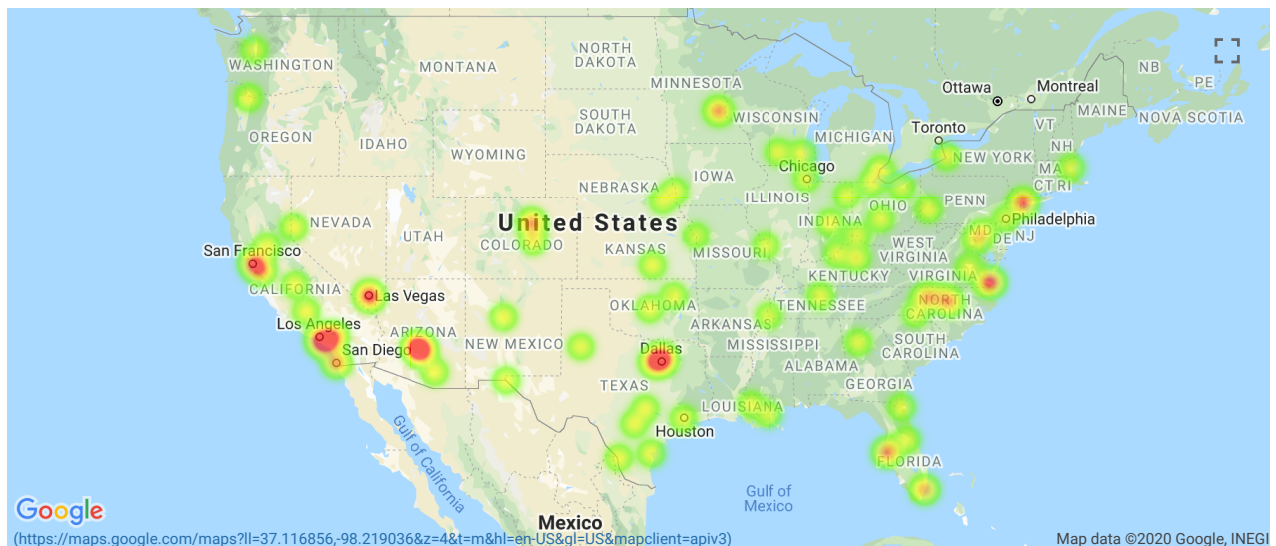 NORTH
DAKOTA
NB
WASHINGTON
MONTANA
MINNESOTA
PE
Ottawa
Montreal
MAINE
SOUTH
DAKOTA
WISCONSIN
NOVA SCOTIA
VT
Toronto
OREGON
IDAHO
MICHIGAN
NH
WYOMING
NEW YORK
Chicago
MA
IOWA
CT RI
NEBRASKA
ILLINOIS
OHIO
PENN
United States
NEVADA
INDIANA
Philadelphia
MD
DE
NJ
UTAH
COLORADO
KANSAS
MISSOURI
WEST
VIRGINIA
San Francisco
KENTUCKY
VIRGINIA
CALIFORNIA
Las Vegas
OKLAHOMA
TENNESSEE
NORTH
CAROLINA
Los Angeles
ARIZONA
ARKANSAS
NEW MEXICO
MISSISSIPPI
SOUTH
CAROLINA
San Diego
Dallas
ALABAMA
TEXAS
GEORGIA
LOUISIANA
Houston
Gulf of California
FLORIDA
Gulf of
Mexico
Google
Mexico
(https://maps.google.com/maps?ll=37.116856,-98.219036&z=4&t=m&hl=en-US&gl=US&mapclient=apiv3)
Map data ©2020 Google, INEGI